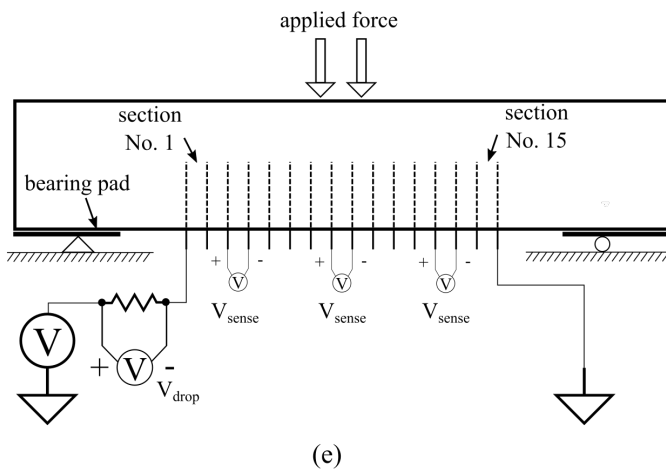 applied force
section
No. 1
section
No. 15
bearing pad
+ V - + V - + V -
V
sense
V
sense
V
sense
V
+ V -
V
drop
(e)